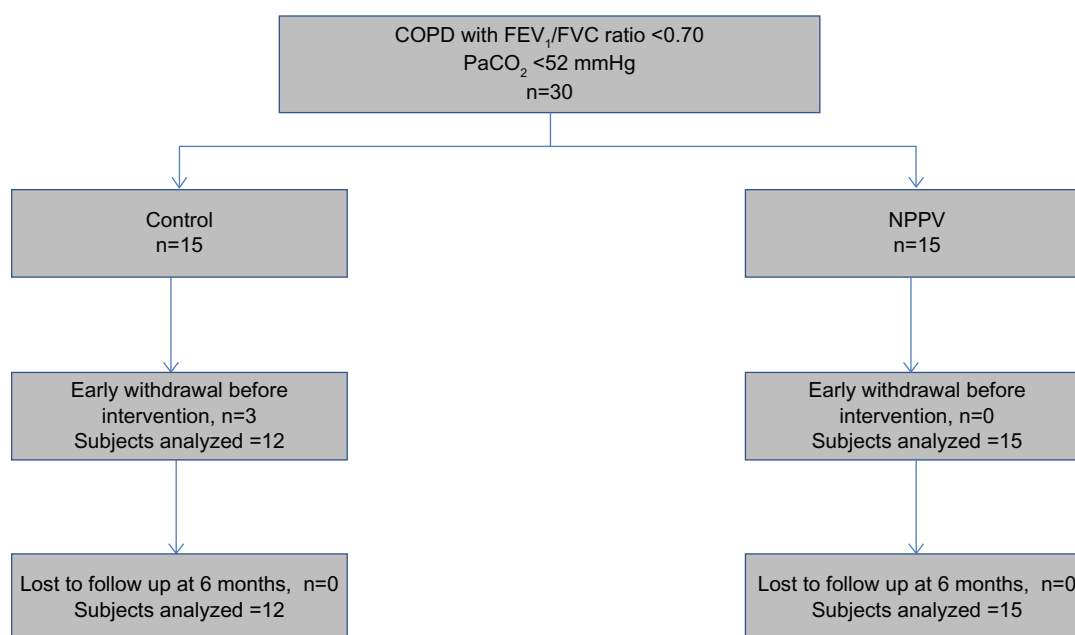 COPD with FEV₁/FVC ratio <0.70
PaCO₂ <52 mmHg
n=30
Control
n=15
NPPV
n=15
Early withdrawal before
intervention, n=3
Subjects analyzed =12
Early withdrawal before
intervention, n=0
Subjects analyzed =15
Lost to follow up at 6 months, n=0
Subjects analyzed =12
Lost to follow up at 6 months, n=0
Subjects analyzed =15